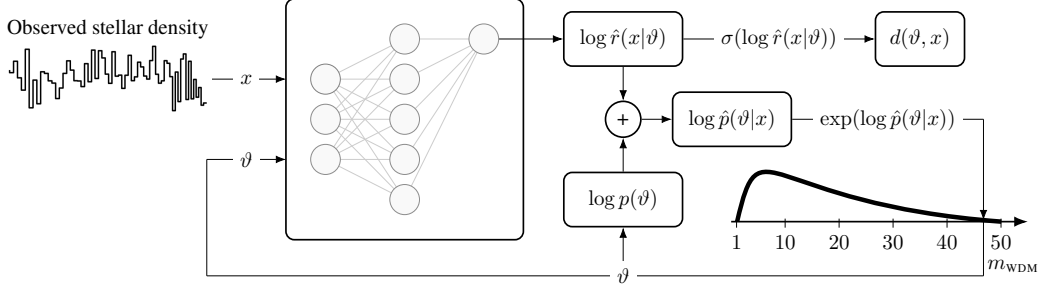 Observed stellar density
x
ϑ
log r̂(x|ϑ)
σ(log r̂(x|ϑ))
d(ϑ, x)
+
log p̂(ϑ|x)
exp(log p̂(ϑ|x))
log p(ϑ)
1 10 20 30 40 50
m_WDM
ϑ